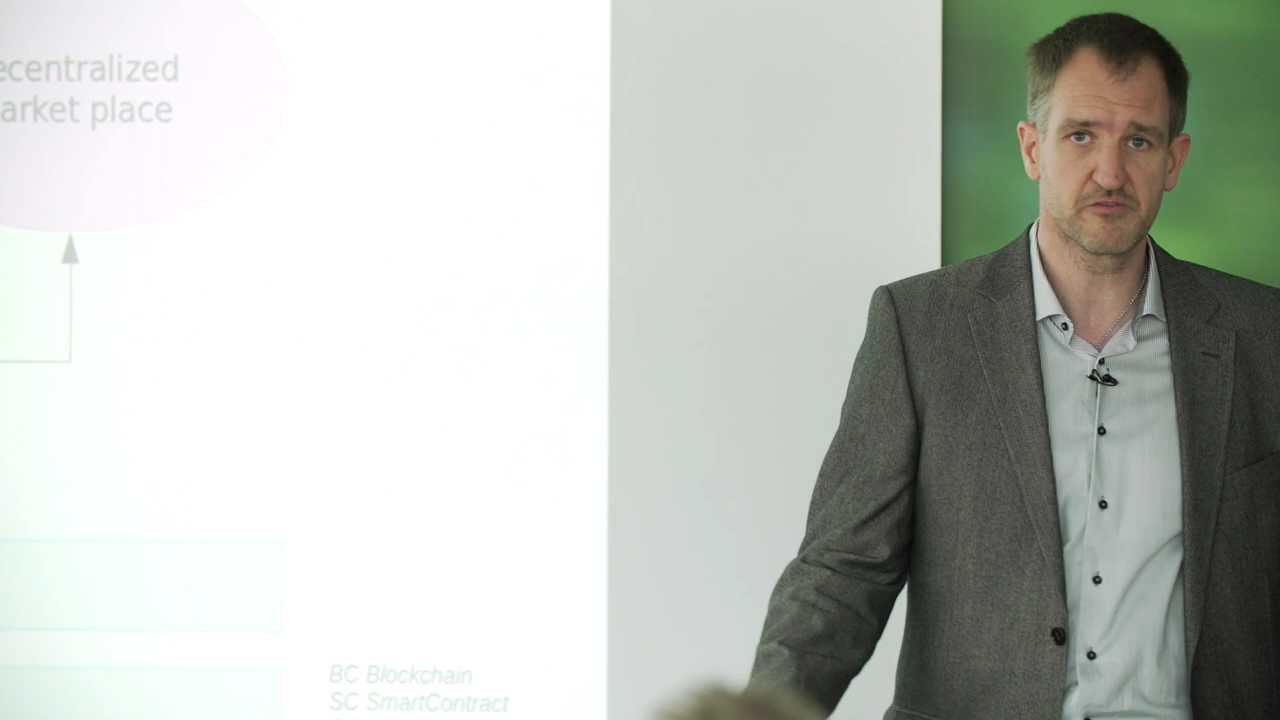 ecentralized
arket place
BC Blockchain
SC SmartContract